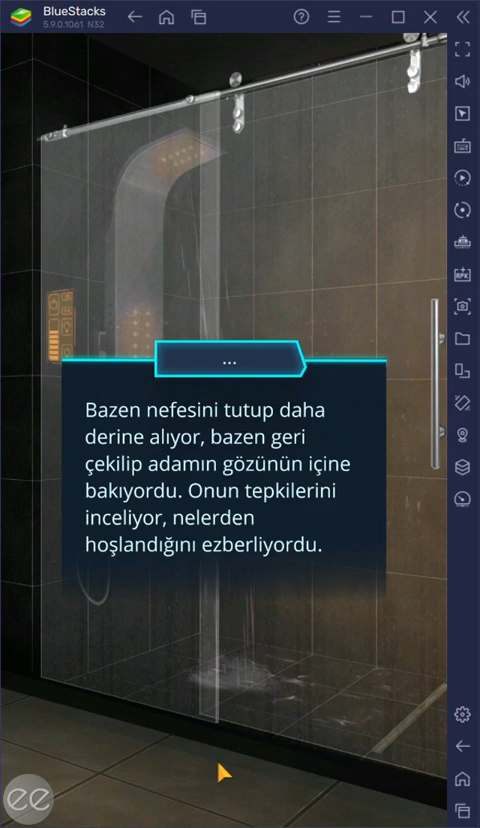 BlueStacks
5.9.0.1061 N32
...
Bazen nefesini tutup daha
derine alıyor, bazen geri
çekilip adamın gözünün içine
bakıyordu. Onun tepkilerini
inceliyor, nelerden
hoşlandığını ezberliyordu.
ee